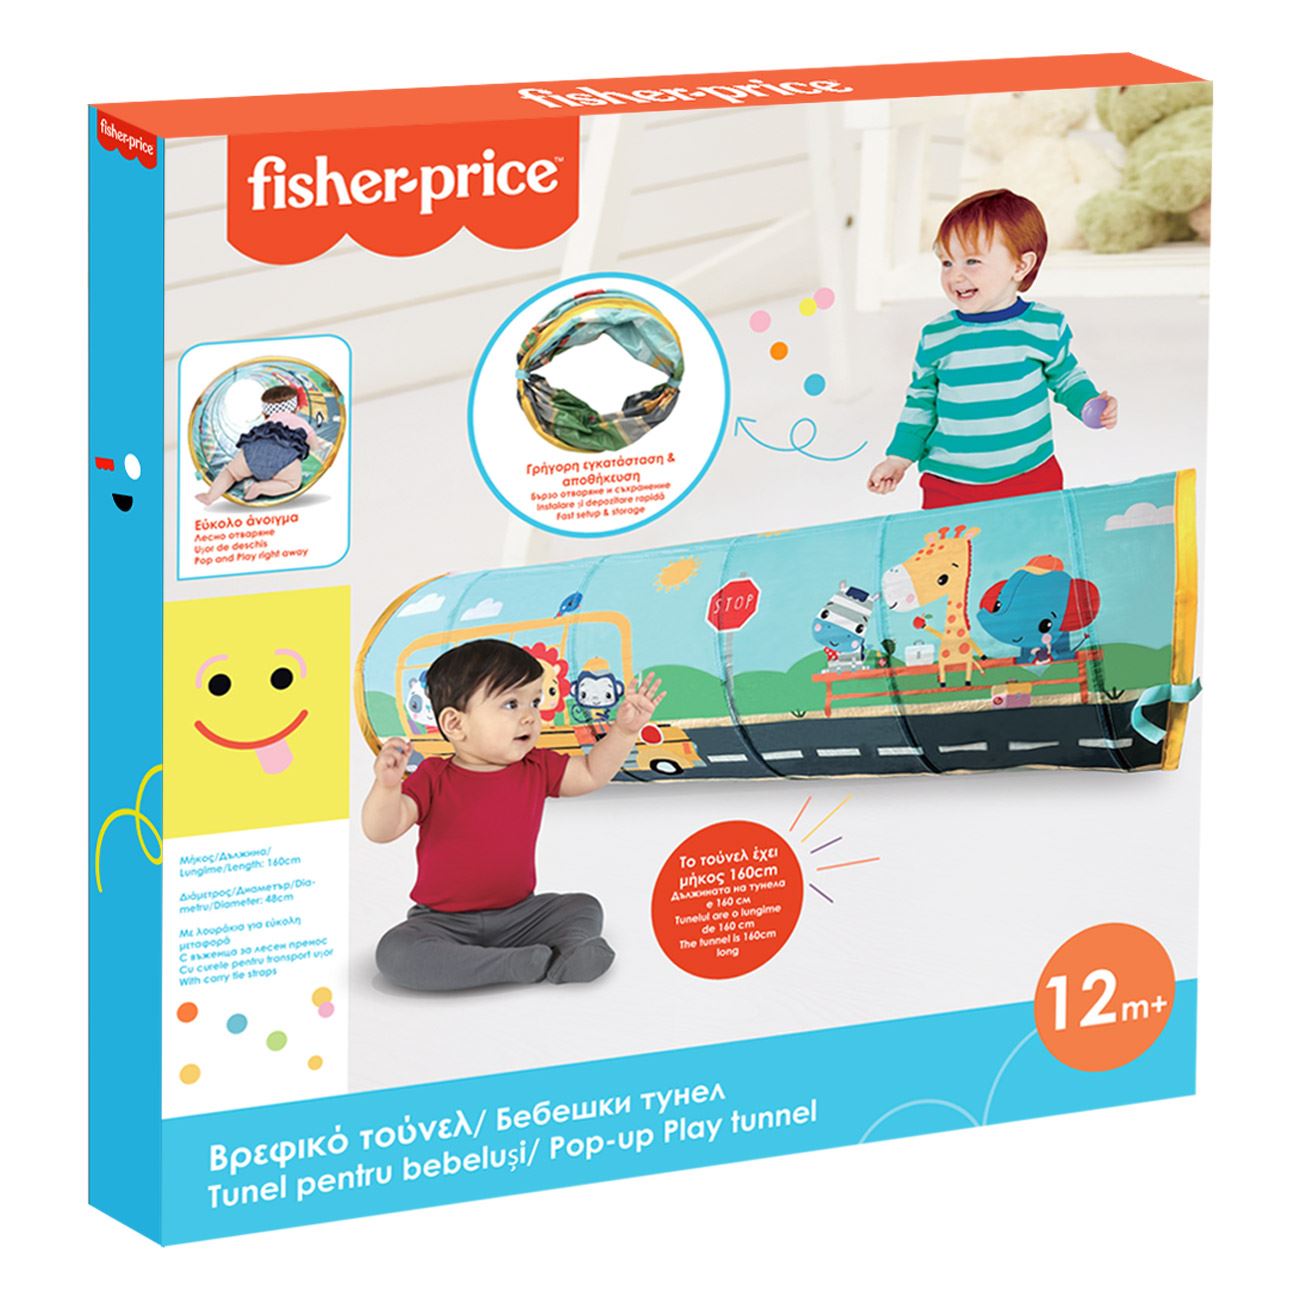 fisher-price
fisher-price
fisher-price™
Γρήγορη εγκατάσταση &
αποθήκευση
Бързо отваряне и съхранение
Instalare și depozitare rapidă
Fast setup & storage
Εύκολο άνοιγμα
Лесно отваряне
Ușor de deschis
Pop and Play right away
STOP
Το τούνελ έχει
μήκος 160cm
Дължината на тунела
е 160 см
Tunelul are o lungime
de 160 cm
The tunnel is 160cm
long
Μήκος/Дължина/
Lungime/Length: 160cm
Διάμετρος/Диаметър/Dia-
metru/Diameter: 48cm
Με λουράκια για εύκολη
μεταφορά
С въженца за лесен пренос
Cu curele pentru transport ușor
With carry tie straps
12m+
Βρεφικό τούνελ/ Бебешки тунел
Tunel pentru bebeluși/ Pop-up Play tunnel